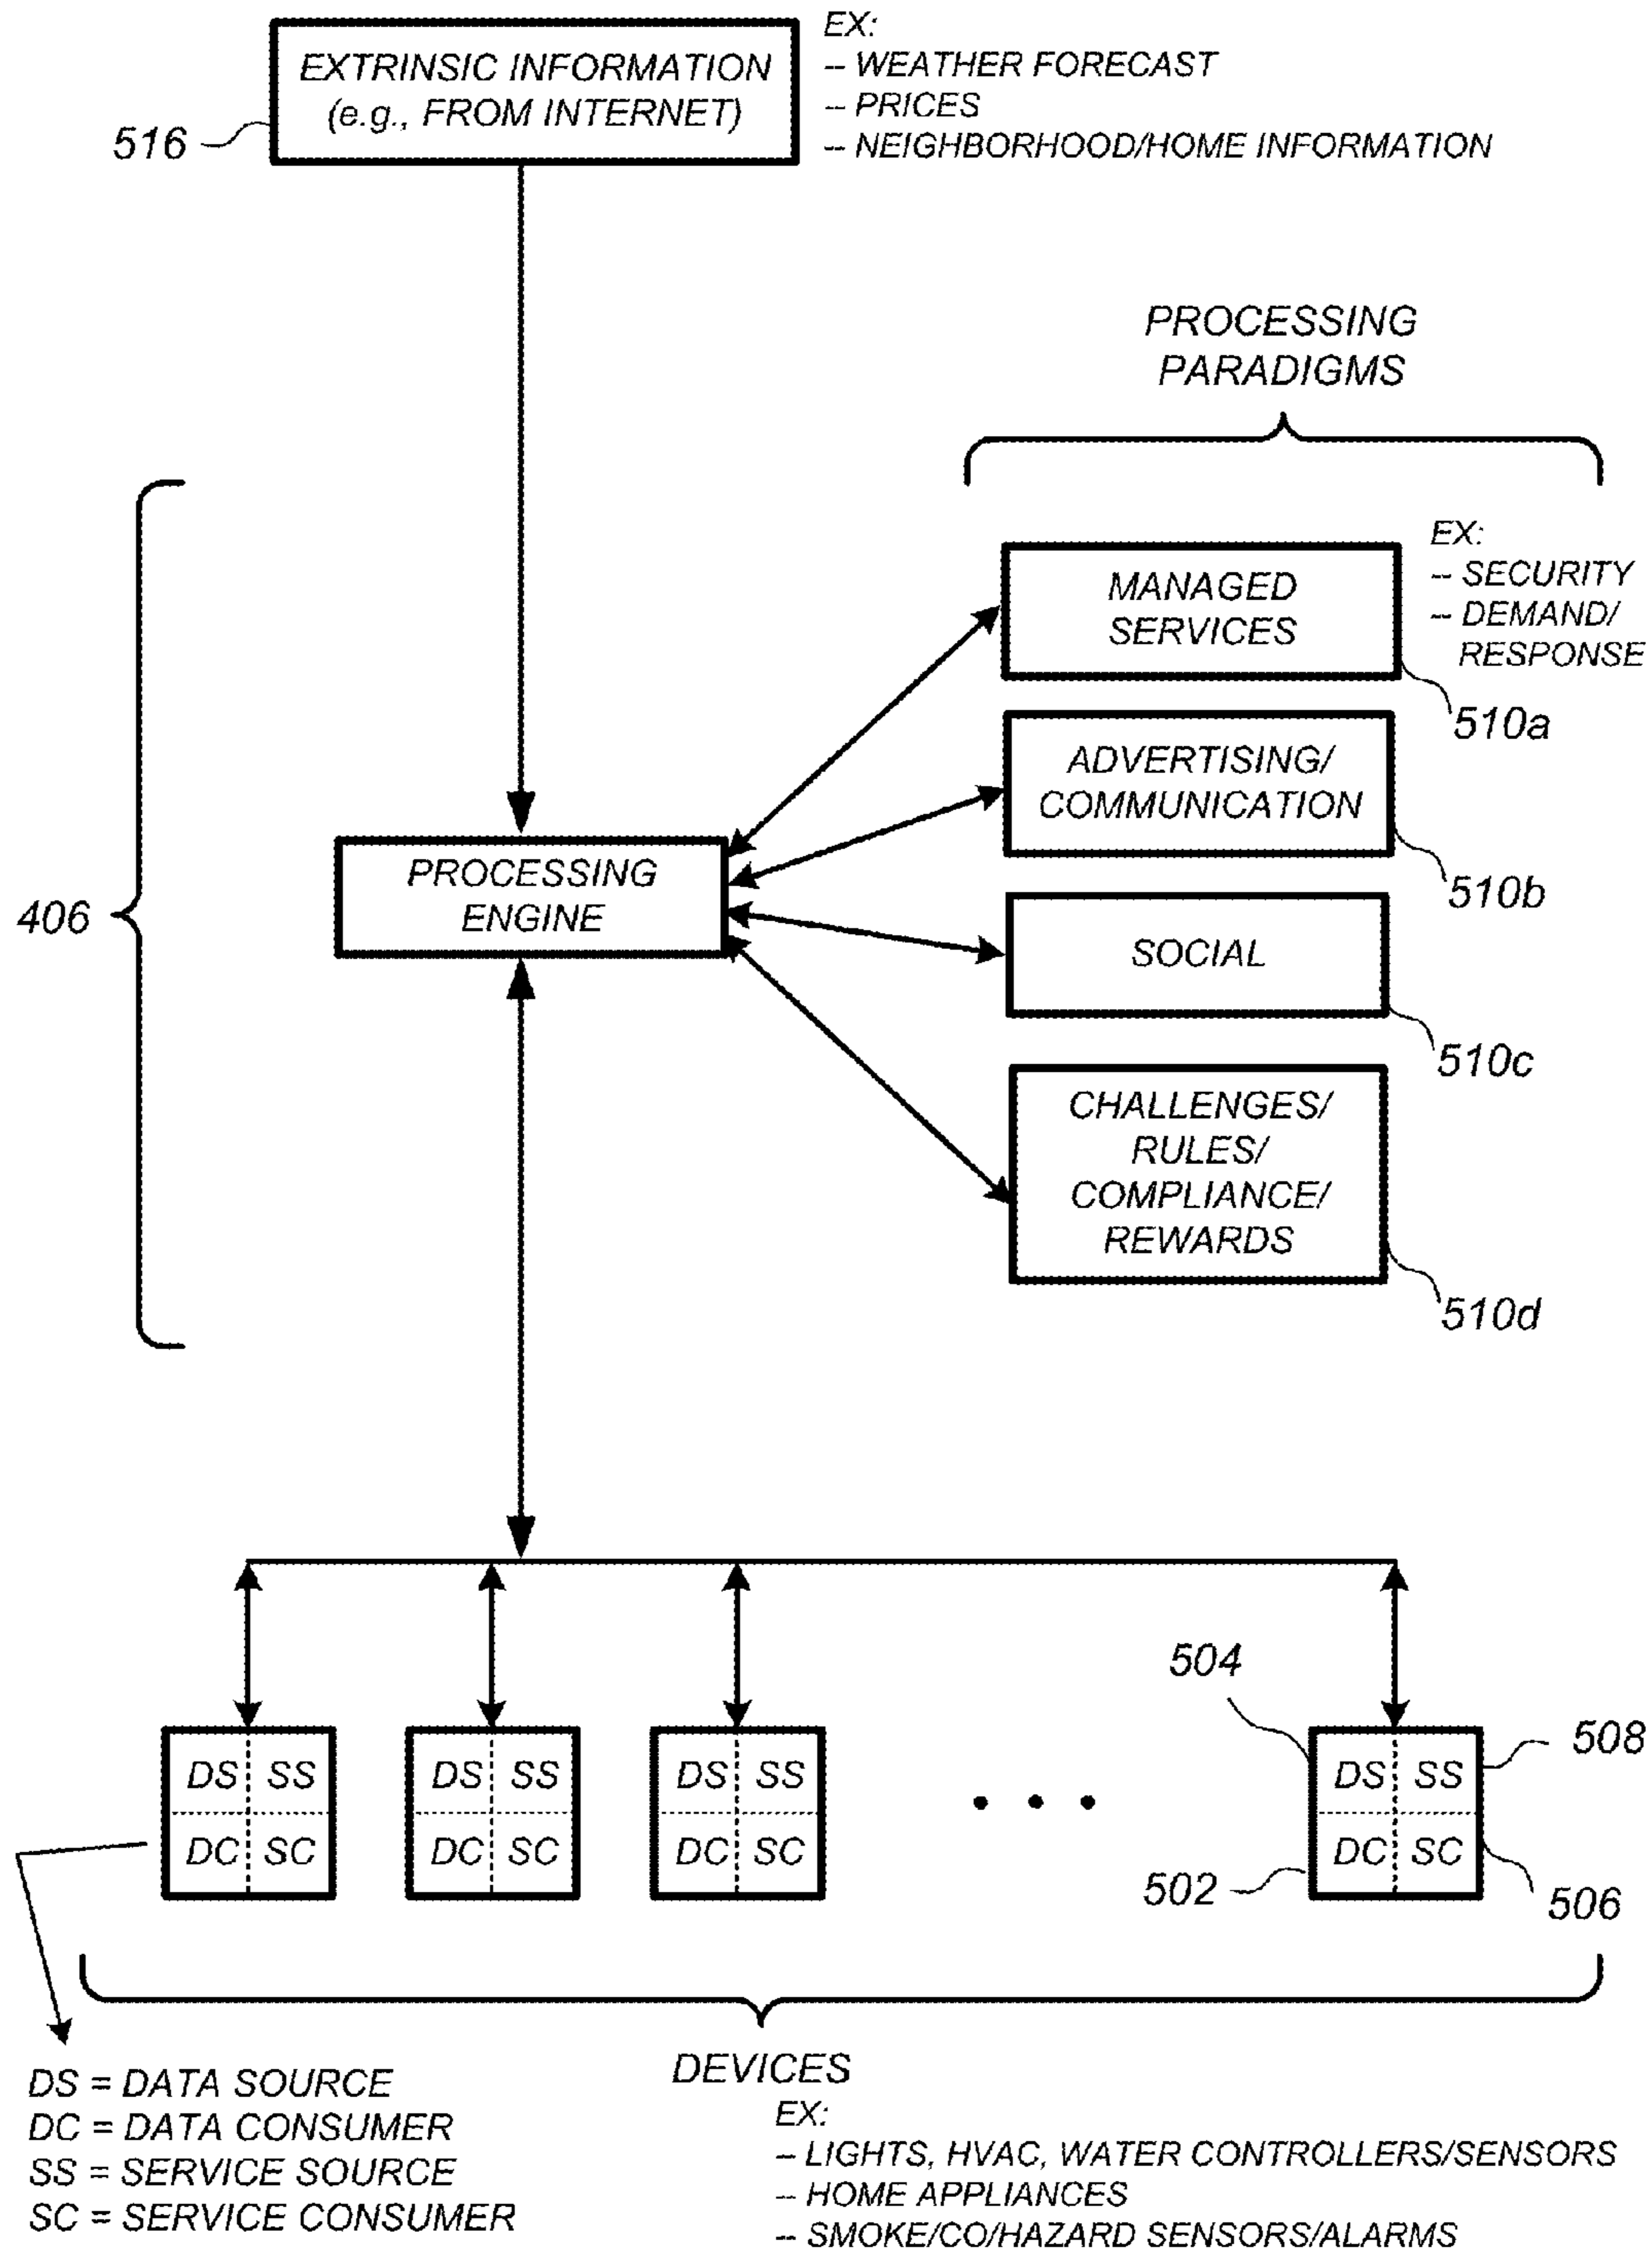 EXTRINSIC INFORMATION
(e.g., FROM INTERNET)
516
EX:
-- WEATHER FORECAST
-- PRICES
-- NEIGHBORHOOD/HOME INFORMATION
PROCESSING
PARADIGMS
406
PROCESSING
ENGINE
MANAGED
SERVICES
EX:
-- SECURITY
-- DEMAND/
RESPONSE
510a
ADVERTISING/
COMMUNICATION
510b
SOCIAL
510c
CHALLENGES/
RULES/
COMPLIANCE/
REWARDS
510d
DS SS
DC SC
DS SS
DC SC
DS SS
DC SC
• • •
504
DS SS
DC SC
508
502
506
DS = DATA SOURCE
DC = DATA CONSUMER
SS = SERVICE SOURCE
SC = SERVICE CONSUMER
DEVICES
EX:
-- LIGHTS, HVAC, WATER CONTROLLERS/SENSORS
-- HOME APPLIANCES
-- SMOKE/CO/HAZARD SENSORS/ALARMS